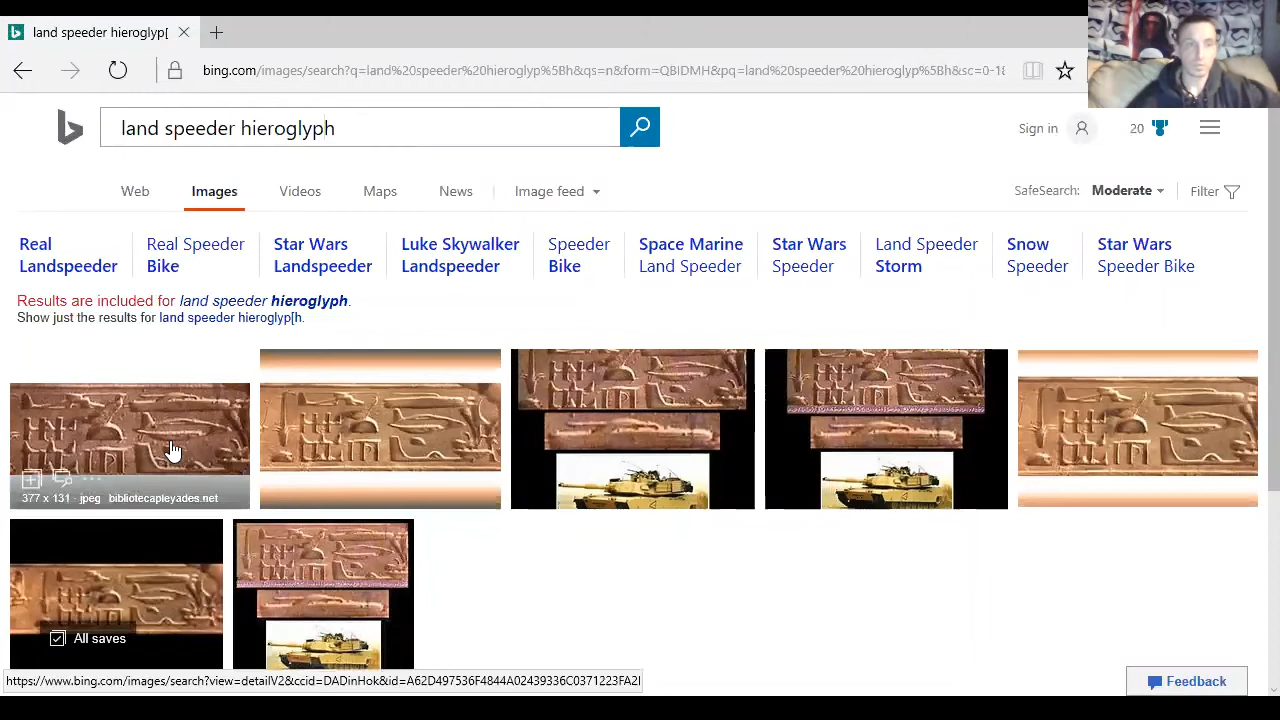 land speeder hieroglyp[
bing.com/images/search?q=land%20speeder%20hieroglyp%5Bh&qs=n&form=QBIDMH&pq=land%20speeder%20hieroglyp%5Bh&sc=0-18
land speeder hieroglyph
Sign in
20
Web
Images
Videos
Maps
News
Image feed
SafeSearch:
Moderate
Filter
Real
Landspeeder
Real Speeder
Bike
Star Wars
Landspeeder
Luke Skywalker
Landspeeder
Speeder
Bike
Space Marine
Land Speeder
Star Wars
Speeder
Land Speeder
Storm
Snow
Speeder
Star Wars
Speeder Bike
Results are included for land speeder hieroglyph.
Show just the results for land speeder hieroglyp[h.
377 x 131 · jpeg bibliotecapleyades.net
All saves
https://www.bing.com/images/search?view=detailV2&ccid=DADinHok&id=A62D497536F4844A02439336C0371223FA2I
Feedback